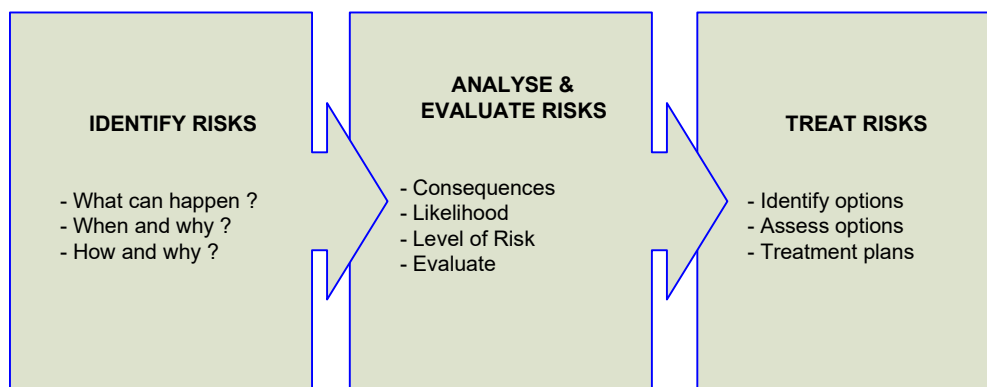 IDENTIFY RISKS
- What can happen ?
- When and why ?
- How and why ?
ANALYSE &
EVALUATE RISKS
- Consequences
- Likelihood
- Level of Risk
- Evaluate
TREAT RISKS
- Identify options
- Assess options
- Treatment plans